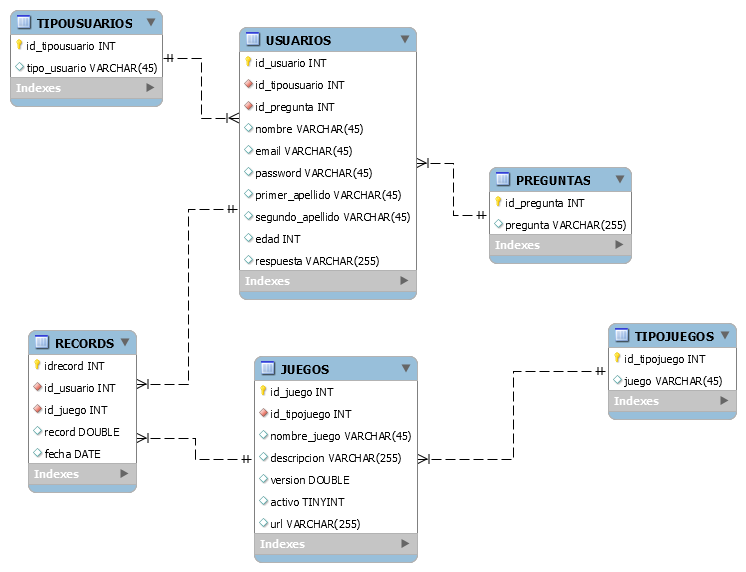 TIPOUSUARIOS
id_tipousuario INT
tipo_usuario VARCHAR(45)
Indexes
USUARIOS
id_usuario INT
id_tipousuario INT
id_pregunta INT
nombre VARCHAR(45)
email VARCHAR(45)
password VARCHAR(45)
primer_apellido VARCHAR(45)
segundo_apellido VARCHAR(45)
edad INT
respuesta VARCHAR(255)
Indexes
PREGUNTAS
id_pregunta INT
pregunta VARCHAR(255)
Indexes
RECORDS
idrecord INT
id_usuario INT
id_juego INT
record DOUBLE
fecha DATE
Indexes
JUEGOS
id_juego INT
id_tipojuego INT
nombre_juego VARCHAR(45)
descripcion VARCHAR(255)
version DOUBLE
activo TINYINT
url VARCHAR(255)
Indexes
TIPOJUEGOS
id_tipojuego INT
juego VARCHAR(45)
Indexes